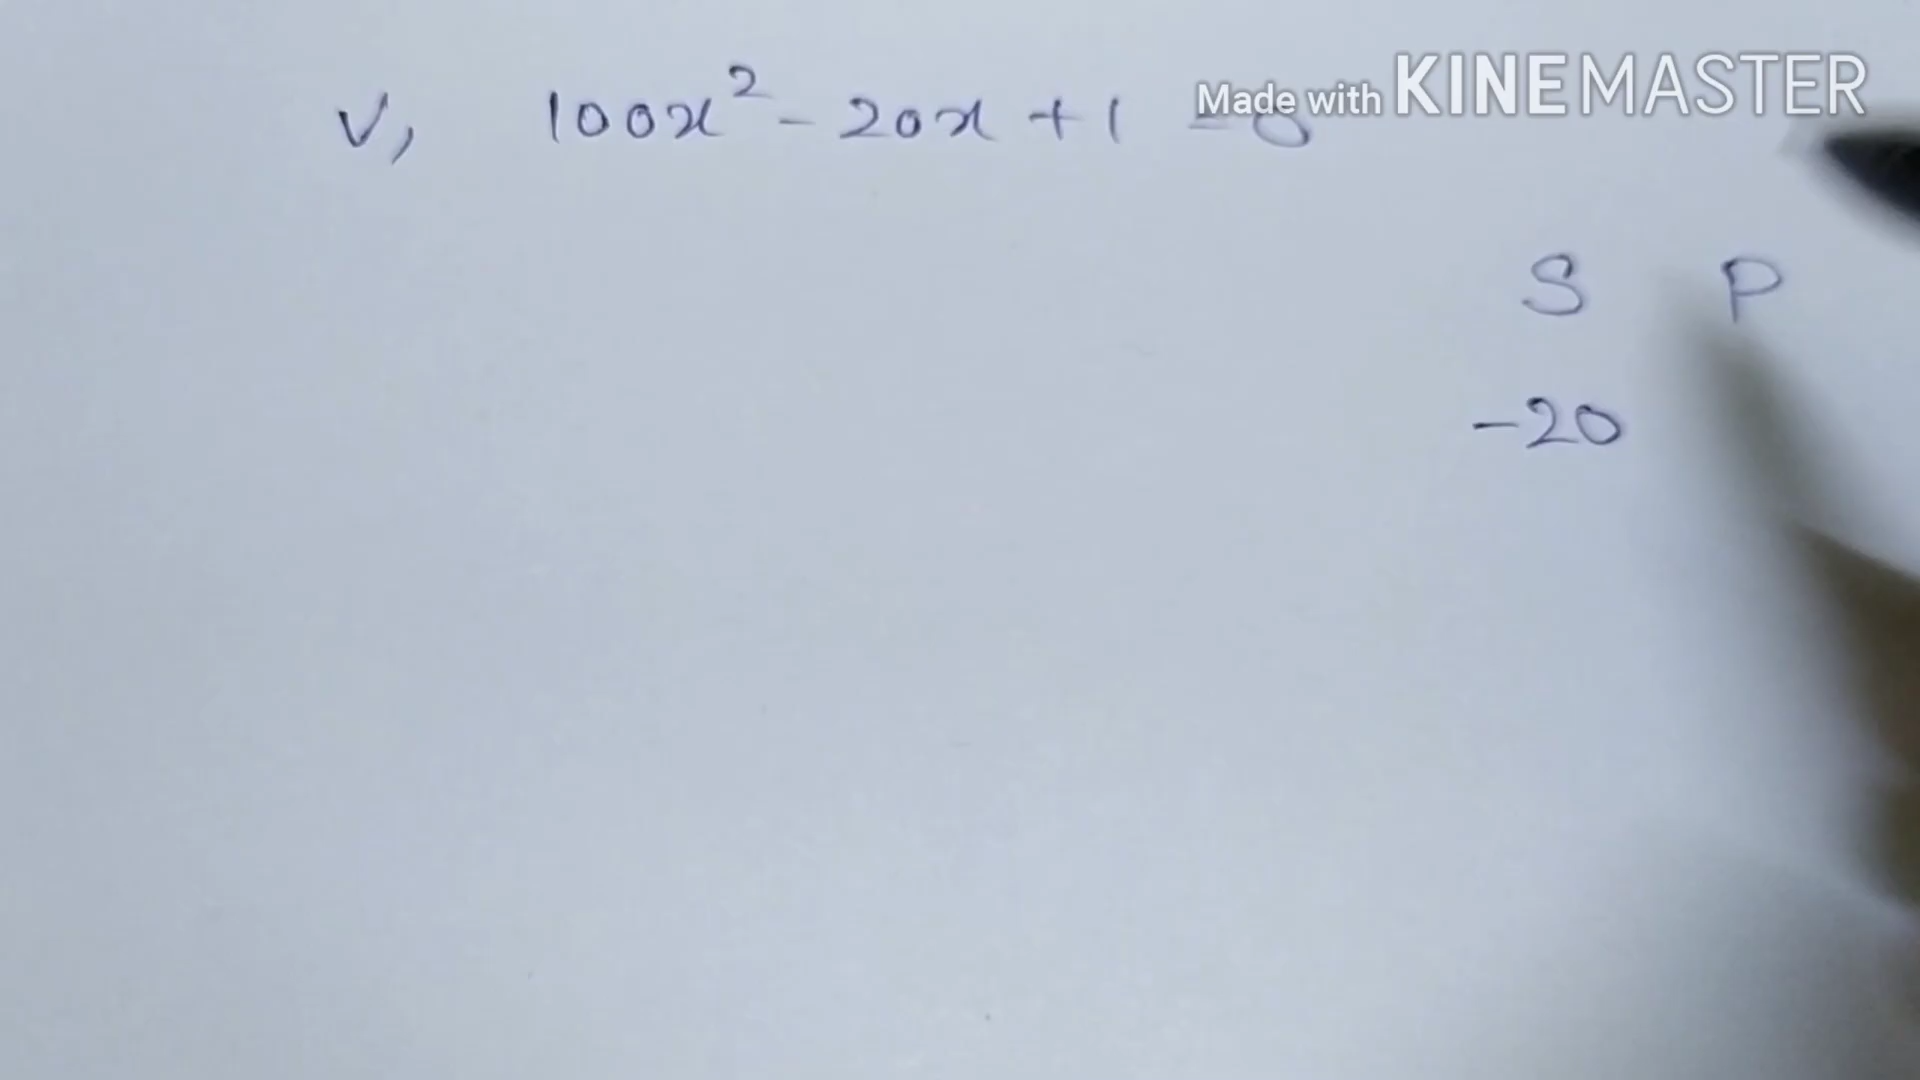 v, 100x² - 20x + 1 = 0
Made with KINEMASTER
S P
-20